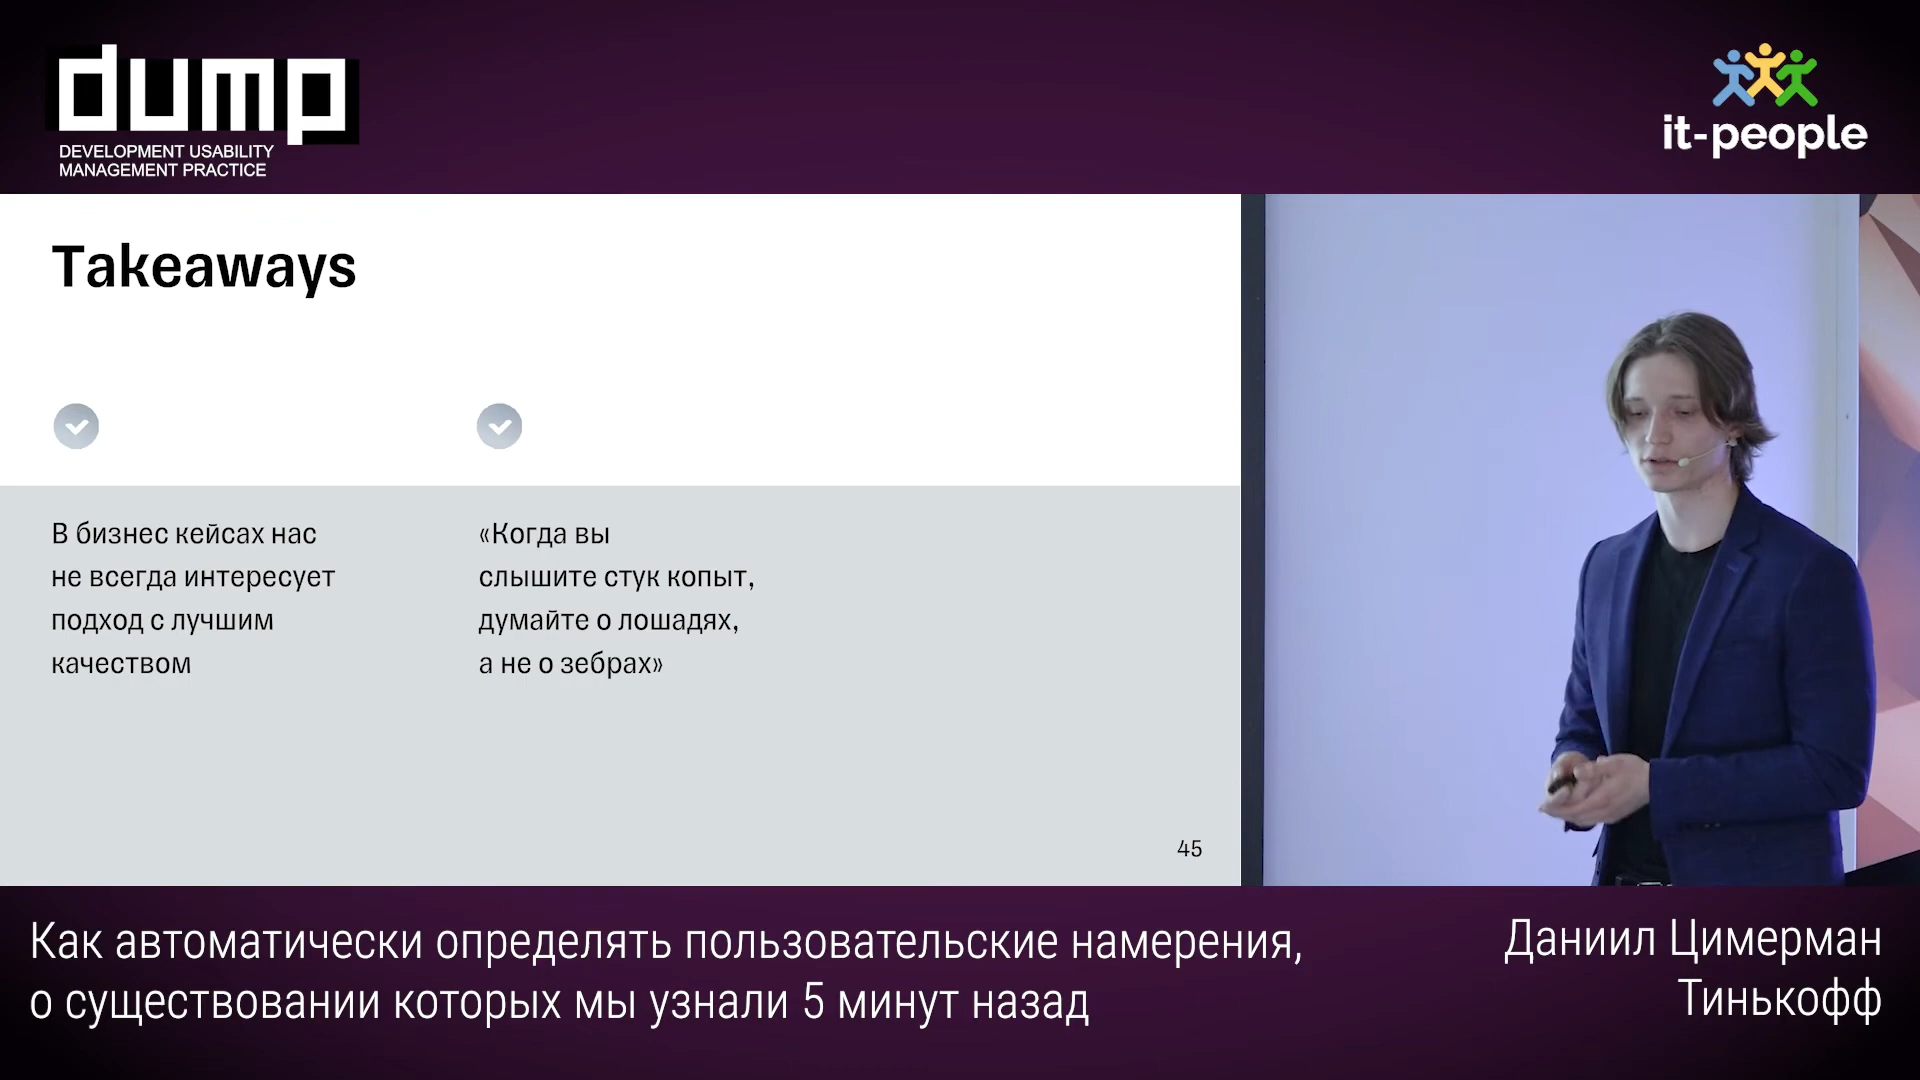 dump
DEVELOPMENT USABILITY
MANAGEMENT PRACTICE
it-people
Takeaways
В бизнес кейсах нас
не всегда интересует
подход с лучшим
качеством
«Когда вы
слышите стук копыт,
думайте о лошадях,
а не о зебрах»
45
Как автоматически определять пользовательские намерения,
о существовании которых мы узнали 5 минут назад
Даниил Цимерман
Тинькофф